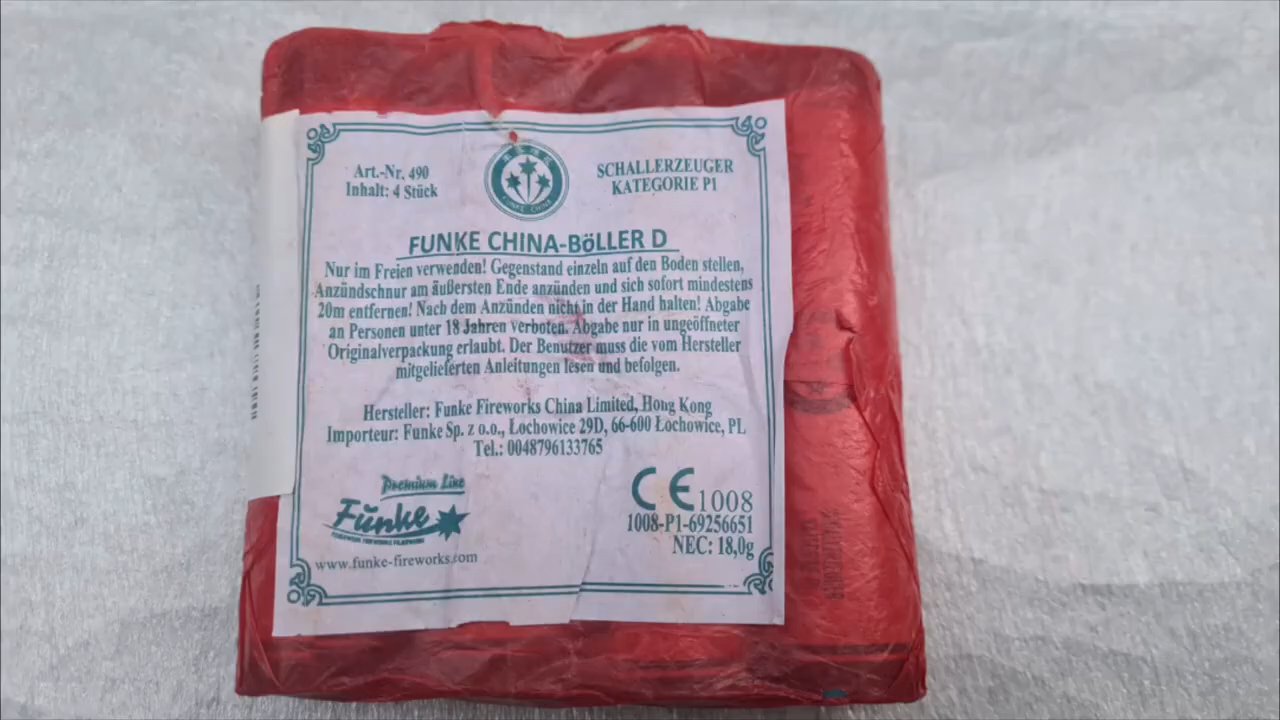 Art.-Nr. 490
Inhalt: 4 Stück
SCHALLERZEUGER
KATEGORIE P1
FUNKE CHINA
FUNKE CHINA-BöLLER D
Nur im Freien verwenden! Gegenstand einzeln auf den Boden stellen,
Anzündschnur am äußersten Ende anzünden und sich sofort mindestens
20m entfernen! Nach dem Anzünden nicht in der Hand halten! Abgabe
an Personen unter 18 Jahren verboten. Abgabe nur in ungeöffneter
Originalverpackung erlaubt. Der Benutzer muss die vom Hersteller
mitgelieferten Anleitungen lesen und befolgen.
Hersteller: Funke Fireworks China Limited, Hong Kong
Importeur: Funke Sp. z o.o., Łochowice 29D, 66-600 Łochowice, PL
Tel.: 0048796133765
Premium Line
Funke
www.funke-fireworks.com
CE 1008
1008-P1-69256651
NEC: 18,0g